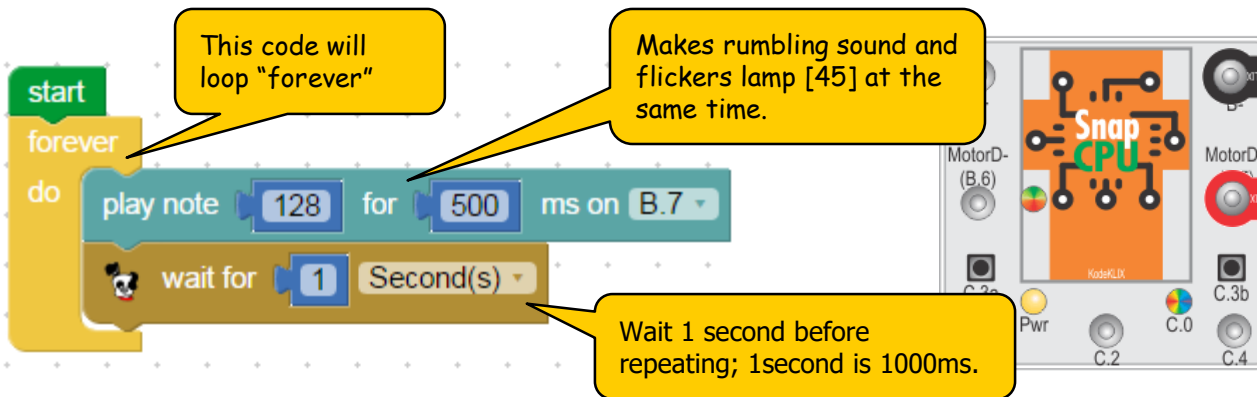 This code will
loop “forever”
Makes rumbling sound and
flickers lamp [45] at the
same time.
start
forever
do
play note 128 for 500 ms on B.7
wait for 1 Second(s)
Wait 1 second before
repeating; 1second is 1000ms.
B-
Snap
CPU
MotorD-
(B.6)
MotorD
KodeKLIX
C.3a
C.3b
Pwr
C.0
C.2
C.4